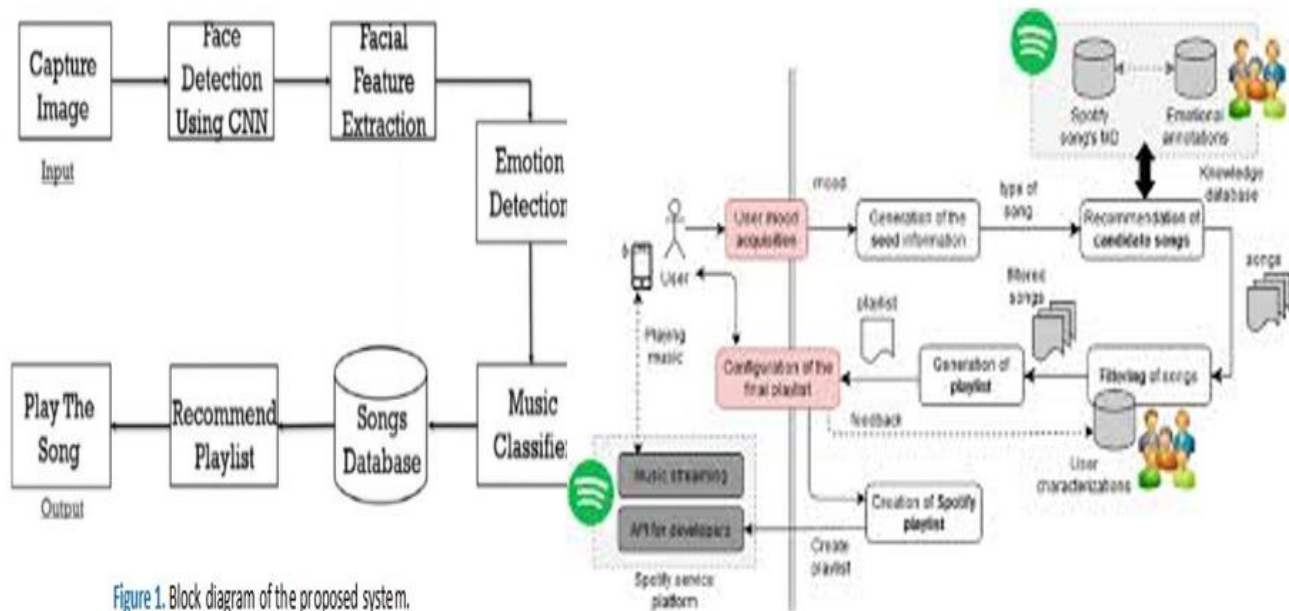 Capture
Image
Input
Face
Detection
Using CNN
Facial
Feature
Extraction
Emotion
Detection
Music
Classifier
Songs
Database
Recommend
Playlist
Play The
Song
Output
Figure 1. Block diagram of the proposed system.
Spotify
song's MD
Emotional
annotations
Knowledge
database
User
User mood
acquisition
mood
Generation of the
seed information
type of
song
Recommendation of
candidate songs
songs
Filtering of songs
filtered
songs
Generation of
playlist
playlist
Configuration of the
final playlist
feedback
User
characterizations
Playing
music
Music streaming
API for developers
Spotify service
platform
Create
playlist
Creation of Spotify
playlist